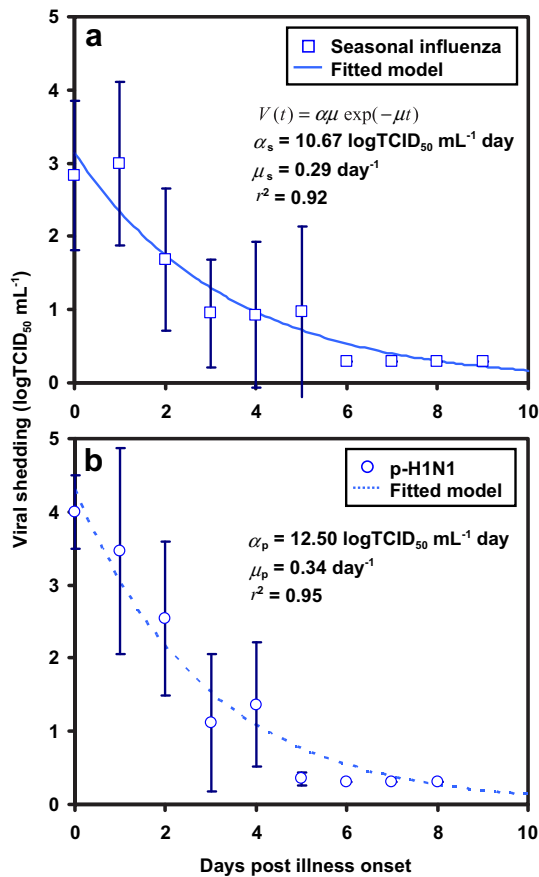 Viral shedding (logTCID50 mL-1)
a
Seasonal influenza
Fitted model
V(t) = αμ exp(−μt)
αs = 10.67 logTCID50 mL-1 day
μs = 0.29 day-1
r2 = 0.92
5
4
3
2
1
0
0 2 4 6 8 10
b
p-H1N1
Fitted model
αp = 12.50 logTCID50 mL-1 day
μp = 0.34 day-1
r2 = 0.95
5
4
3
2
1
0
0 2 4 6 8 10
Days post illness onset